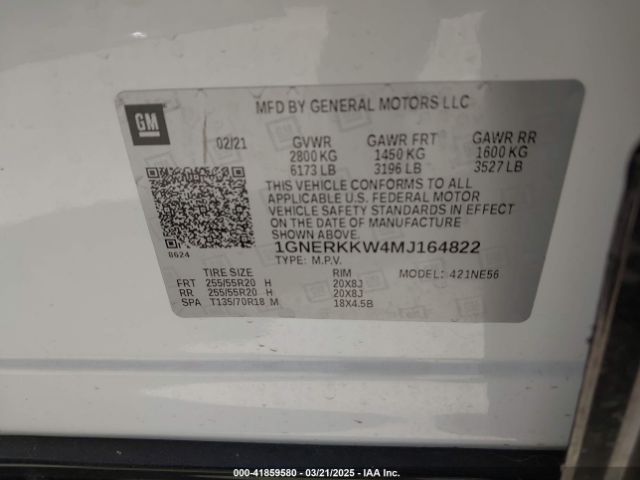 GM
MFD BY GENERAL MOTORS LLC
02/21 GVWR GAWR FRT GAWR RR
2800 KG 1450 KG 1600 KG
6173 LB 3196 LB 3527 LB
THIS VEHICLE CONFORMS TO ALL
APPLICABLE U.S. FEDERAL MOTOR
VEHICLE SAFETY STANDARDS IN EFFECT
ON THE DATE OF MANUFACTURE
SHOWN ABOVE.
8624
1GNERKKW4MJ164822
TYPE: M.P.V.
TIRE SIZE RIM MODEL: 421NE56
FRT 255/55R20 H 20X8J
RR 255/55R20 H 20X8J
SPA T135/70R18 M 18X4.5B
000-41859580 | 03/21/2025 | IAA Inc.